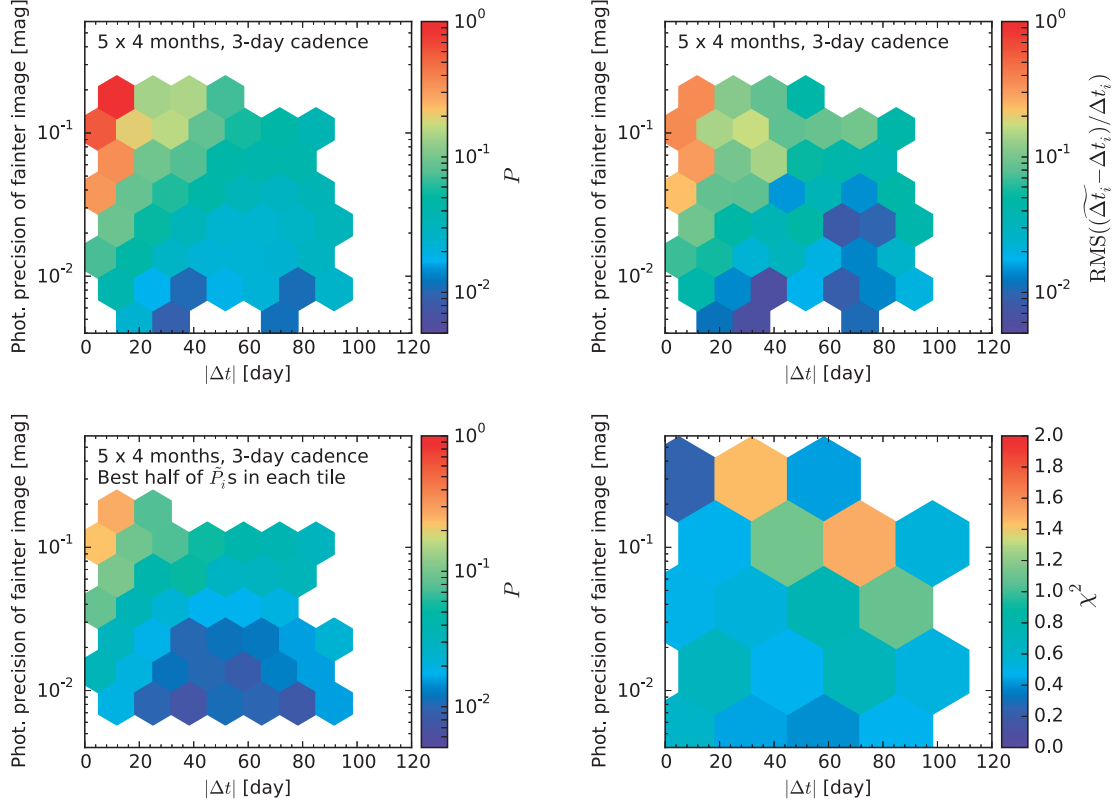 5 x 4 months, 3-day cadence
Phot. precision of fainter image [mag]
10^{-1}
10^{-2}
0 20 40 60 80 100 120
|Δt| [day]
10^0
10^{-1}
10^{-2}
P
5 x 4 months, 3-day cadence
Phot. precision of fainter image [mag]
10^{-1}
10^{-2}
0 20 40 60 80 100 120
|Δt| [day]
10^0
10^{-1}
10^{-2}
RMS((\widetilde{Δt}_i − Δt_i)/Δt_i)
5 x 4 months, 3-day cadence
Best half of \tilde{P}_i s in each tile
Phot. precision of fainter image [mag]
10^{-1}
10^{-2}
0 20 40 60 80 100 120
|Δt| [day]
10^0
10^{-1}
10^{-2}
P
Phot. precision of fainter image [mag]
10^{-1}
10^{-2}
0 20 40 60 80 100 120
|Δt| [day]
2.0
1.8
1.6
1.4
1.2
1.0
0.8
0.6
0.4
0.2
0.0
χ^2